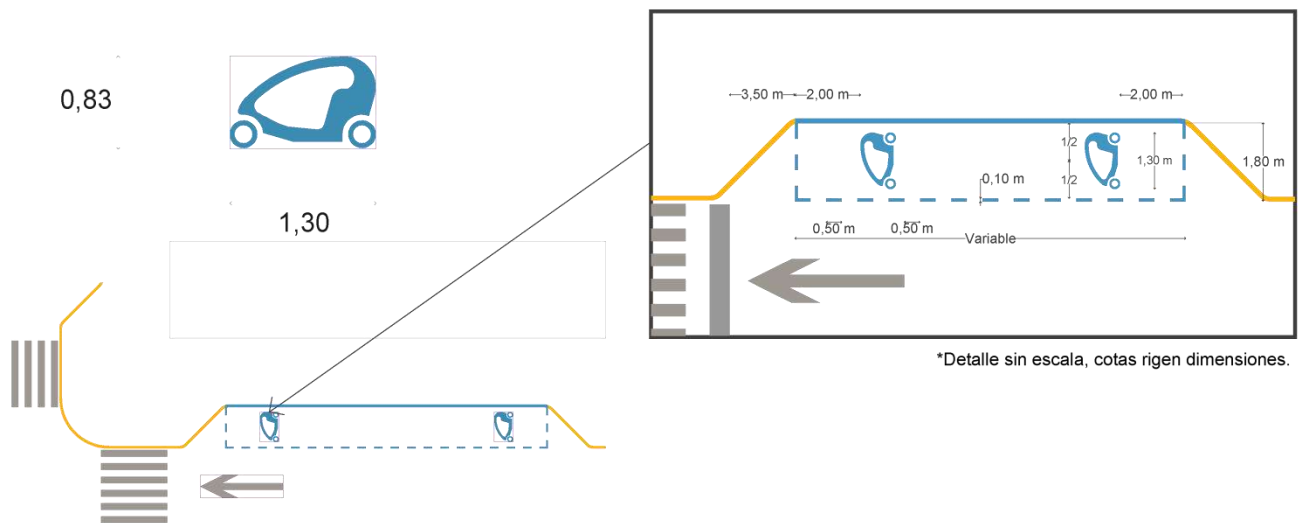 0,83
1,30
3,50 m
2,00 m
2,00 m
1/2
1/2
1,30 m
1,80 m
0,10 m
0,50 m
0,50 m
Variable
*Detalle sin escala, cotas rigen dimensiones.